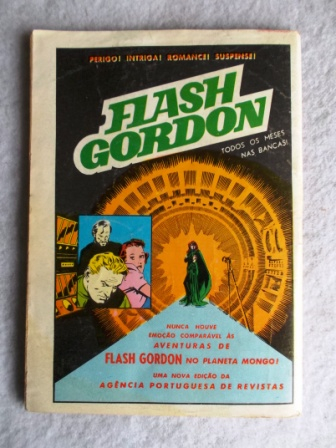 PERIGO! INTRIGA! ROMANCE! SUSPENSE!
FLASH
GORDON
TODOS OS MESES
NAS BANCAS!
NUNCA HOUVE
EMOÇÃO COMPARÁVEL ÀS
AVENTURAS DE
FLASH GORDON NO PLANETA MONGO!
UMA NOVA EDIÇÃO DA
AGÊNCIA PORTUGUESA DE REVISTAS